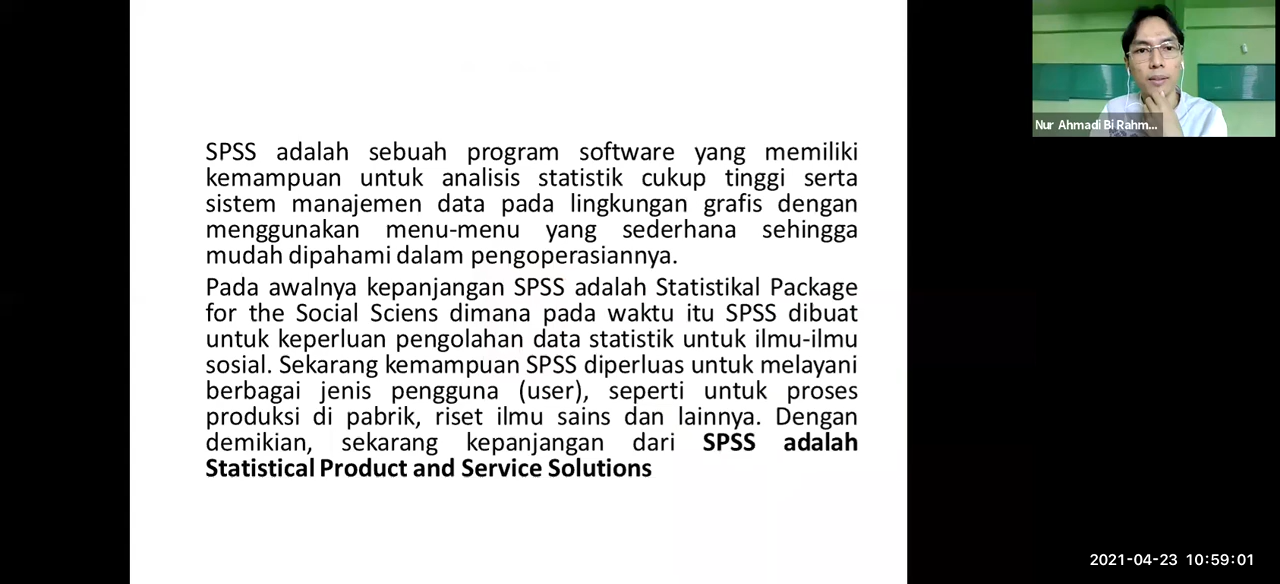 SPSS adalah sebuah program software yang memiliki
kemampuan untuk analisis statistik cukup tinggi serta
sistem manajemen data pada lingkungan grafis dengan
menggunakan menu-menu yang sederhana sehingga
mudah dipahami dalam pengoperasiannya.
Pada awalnya kepanjangan SPSS adalah Statistikal Package
for the Social Sciens dimana pada waktu itu SPSS dibuat
untuk keperluan pengolahan data statistik untuk ilmu-ilmu
sosial. Sekarang kemampuan SPSS diperluas untuk melayani
berbagai jenis pengguna (user), seperti untuk proses
produksi di pabrik, riset ilmu sains dan lainnya. Dengan
demikian, sekarang kepanjangan dari SPSS adalah
Statistical Product and Service Solutions
Nur Ahmadi Bi Rahm...
2021-04-23 10:59:01